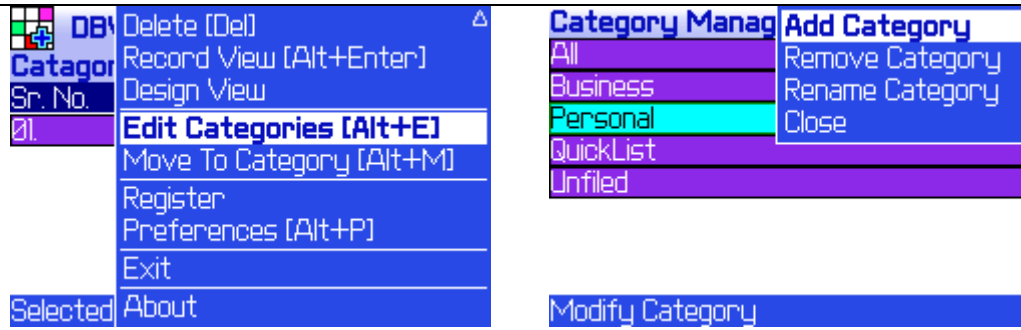 DBV
Catagor
Sr. No.
01.
Selected
Delete [Del]
Record View [Alt+Enter]
Design View
Edit Categories [Alt+E]
Move To Category [Alt+M]
Register
Preferences [Alt+P]
Exit
About
Category Manag
All
Business
Personal
QuickList
Unfiled
Add Category
Remove Category
Rename Category
Close
Modify Category